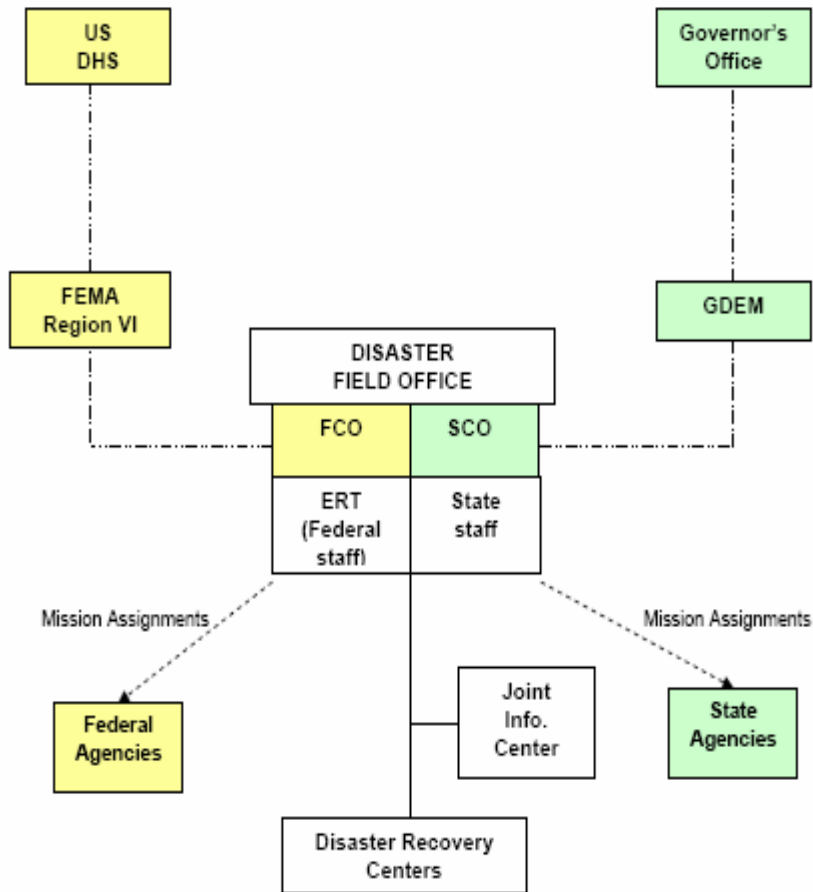 US
DHS
Governor's
Office
FEMA
Region VI
GDEM
DISASTER
FIELD OFFICE
FCO
SCO
ERT
(Federal
staff)
State
staff
Mission Assignments
Mission Assignments
Federal
Agencies
Joint
Info.
Center
State
Agencies
Disaster Recovery
Centers